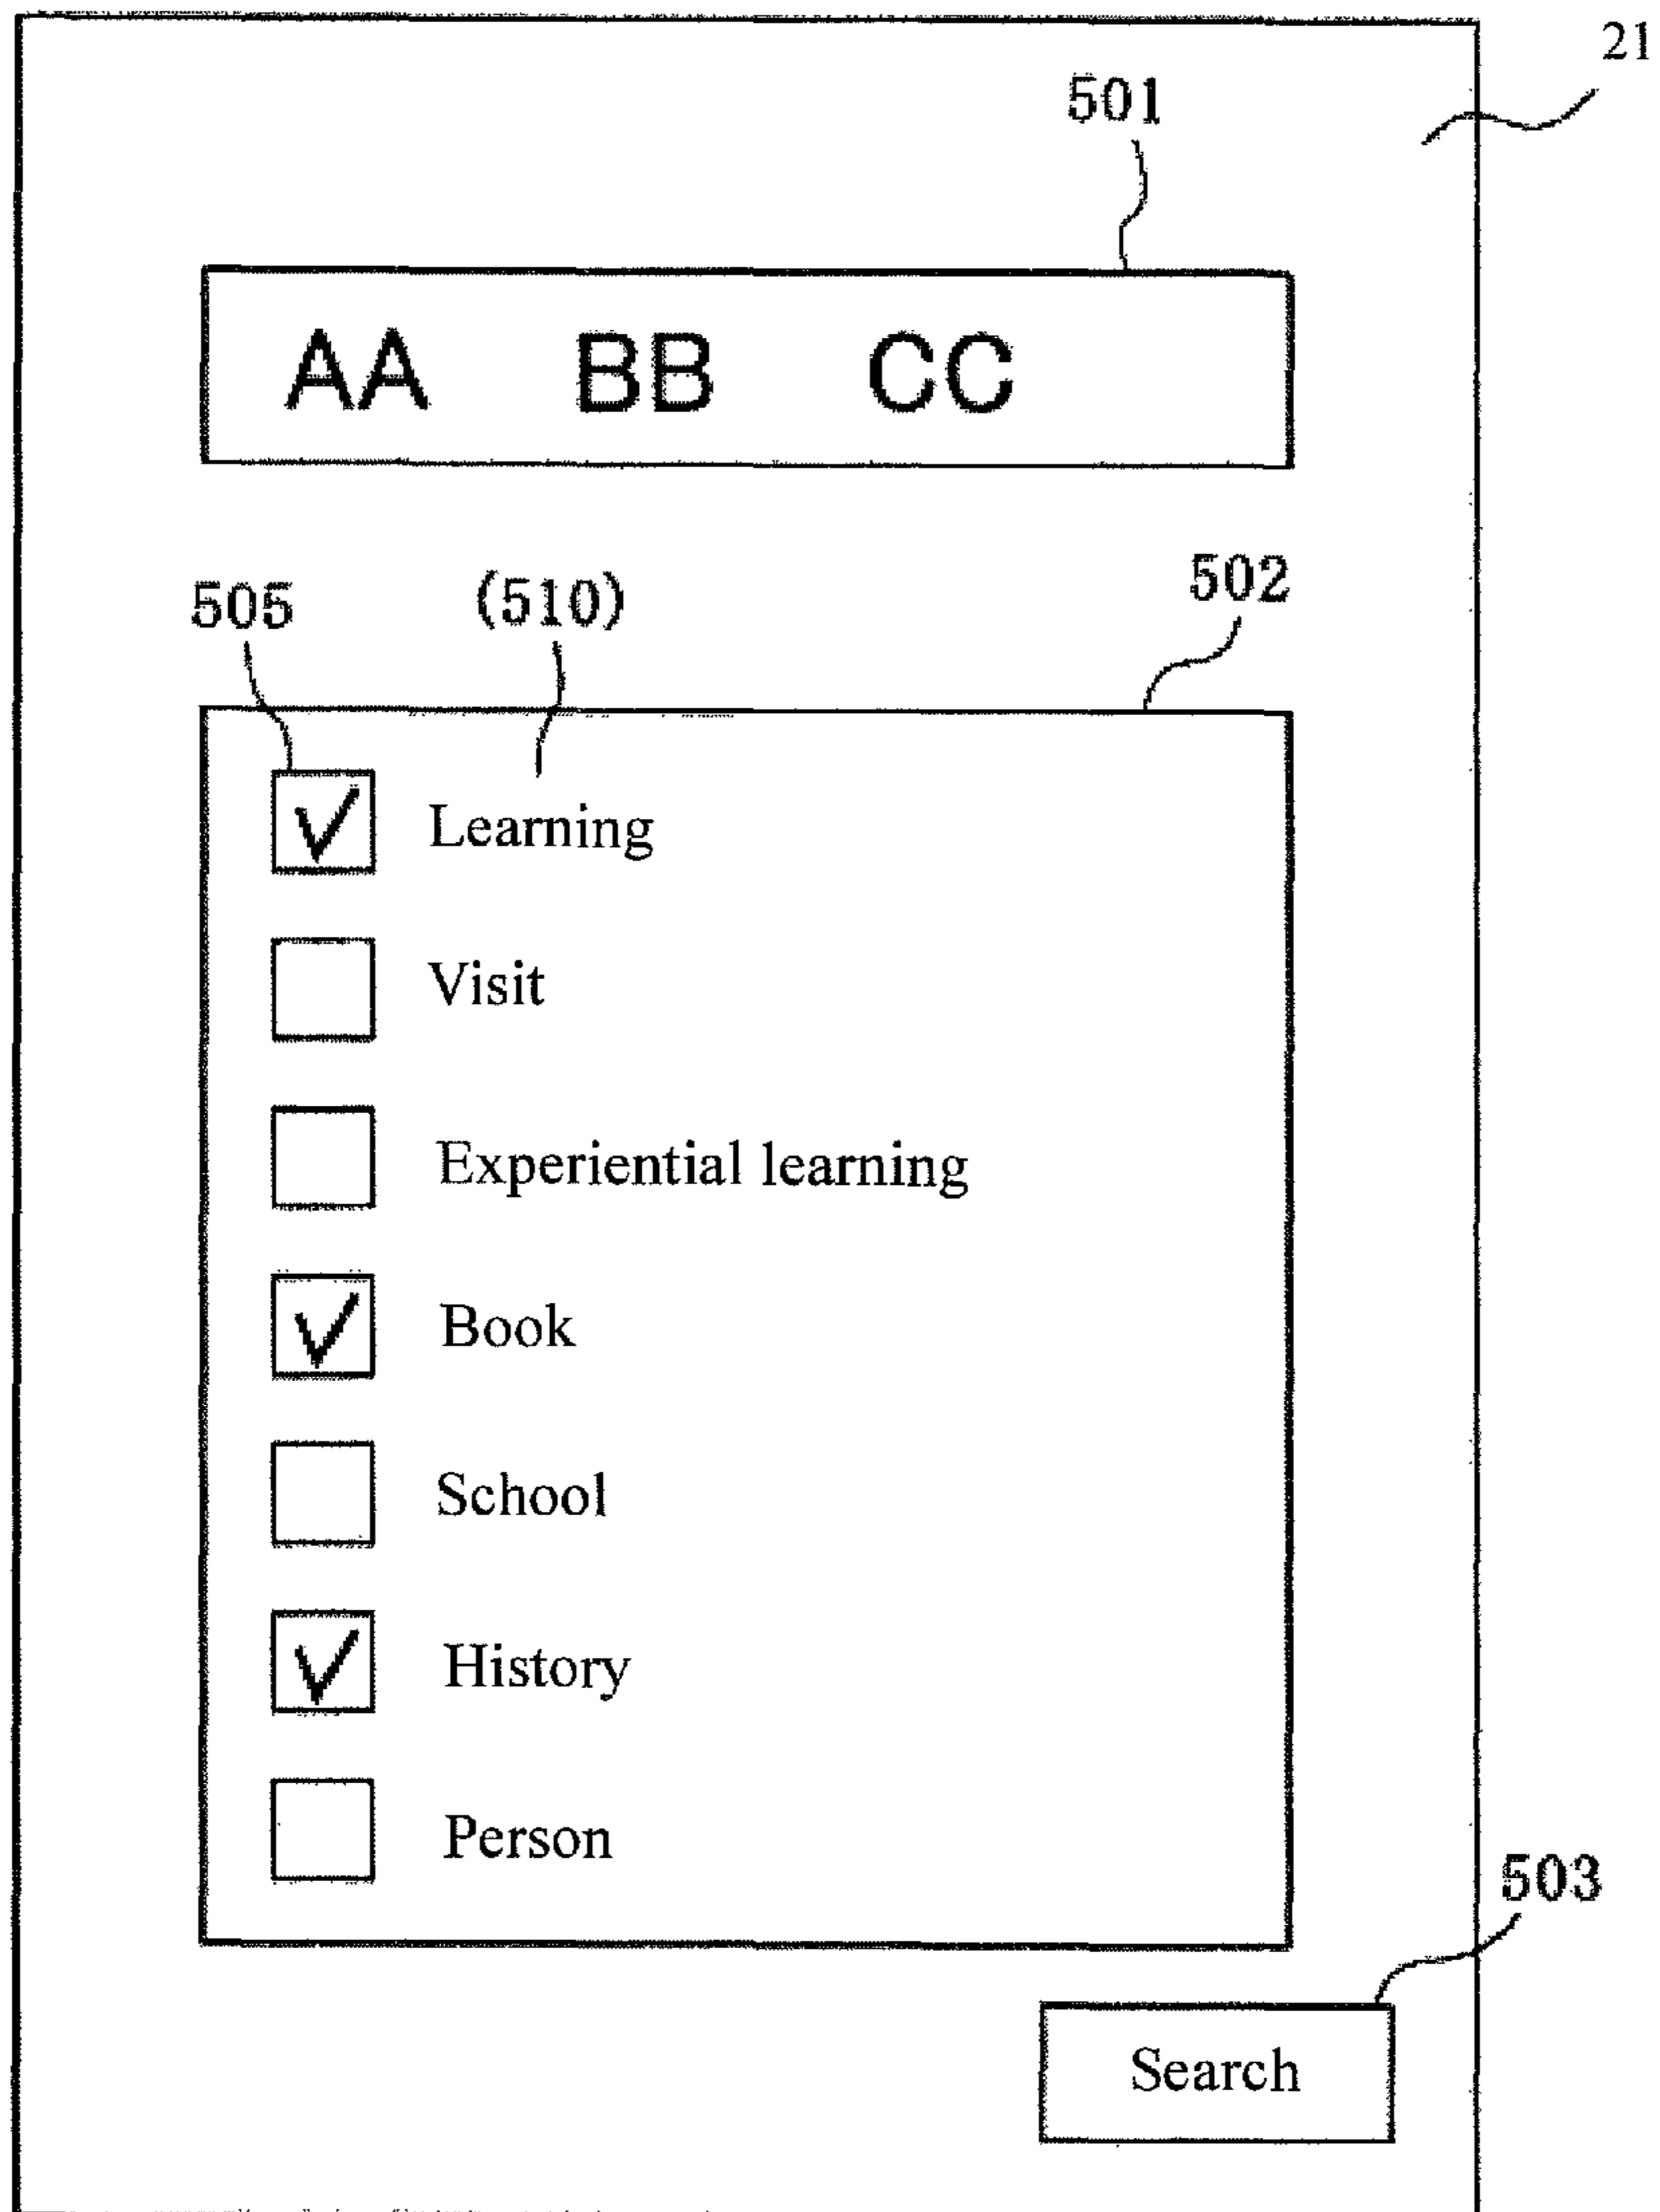 21
501
AA BB CC
505 (510) 502
Learning
Visit
Experiential learning
Book
School
History
Person
503
Search